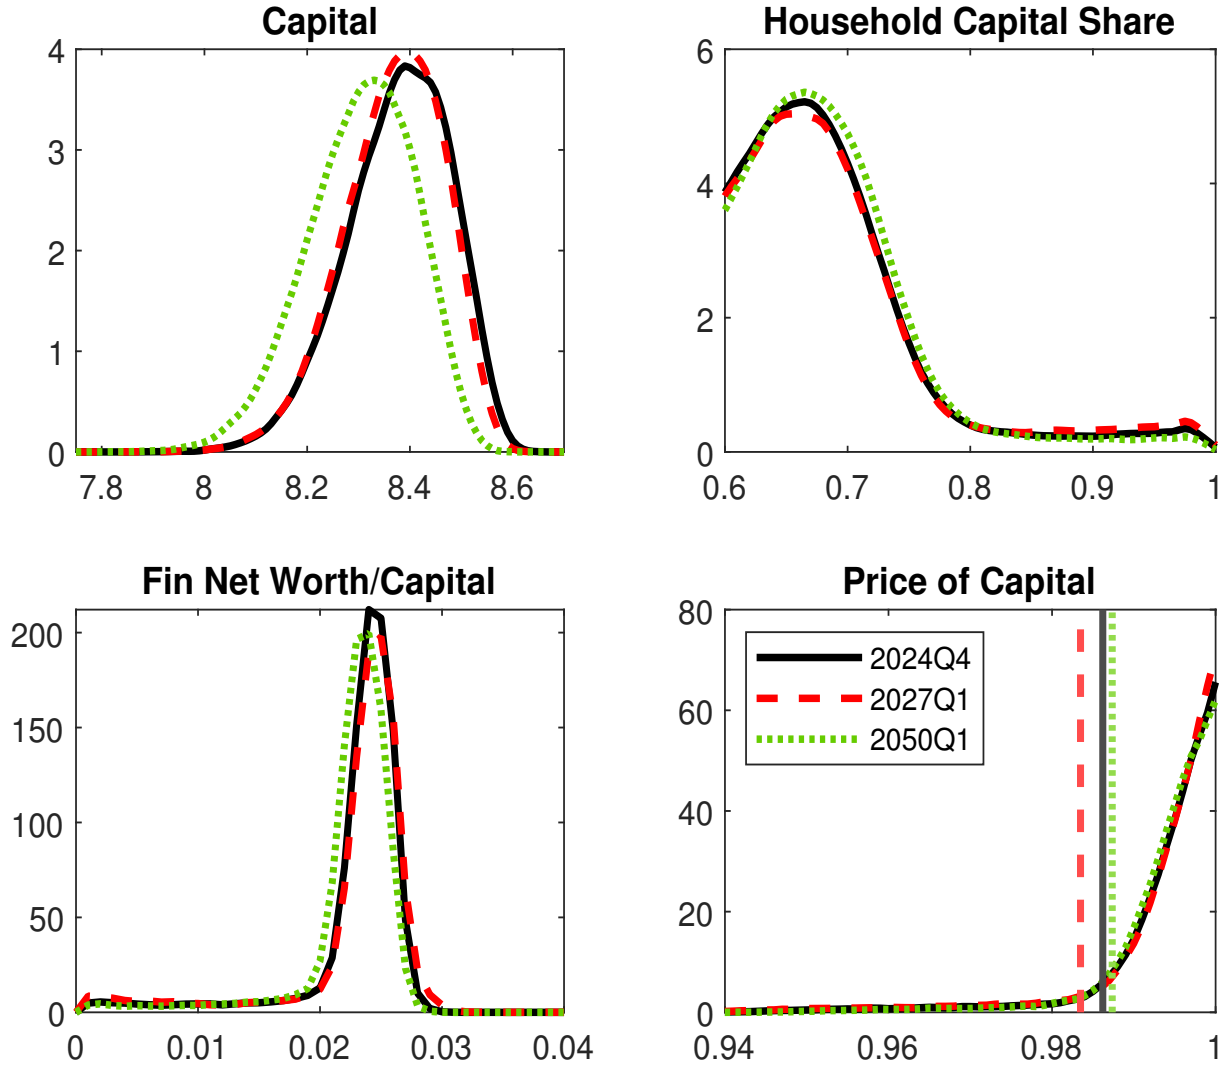 Capital
4
3
2
1
0
7.8 8 8.2 8.4 8.6
Household Capital Share
6
4
2
0
0.6 0.7 0.8 0.9 1
Fin Net Worth/Capital
200
150
100
50
0
0 0.01 0.02 0.03 0.04
Price of Capital
80
60
40
20
0
0.94 0.96 0.98 1
2024Q4
2027Q1
2050Q1